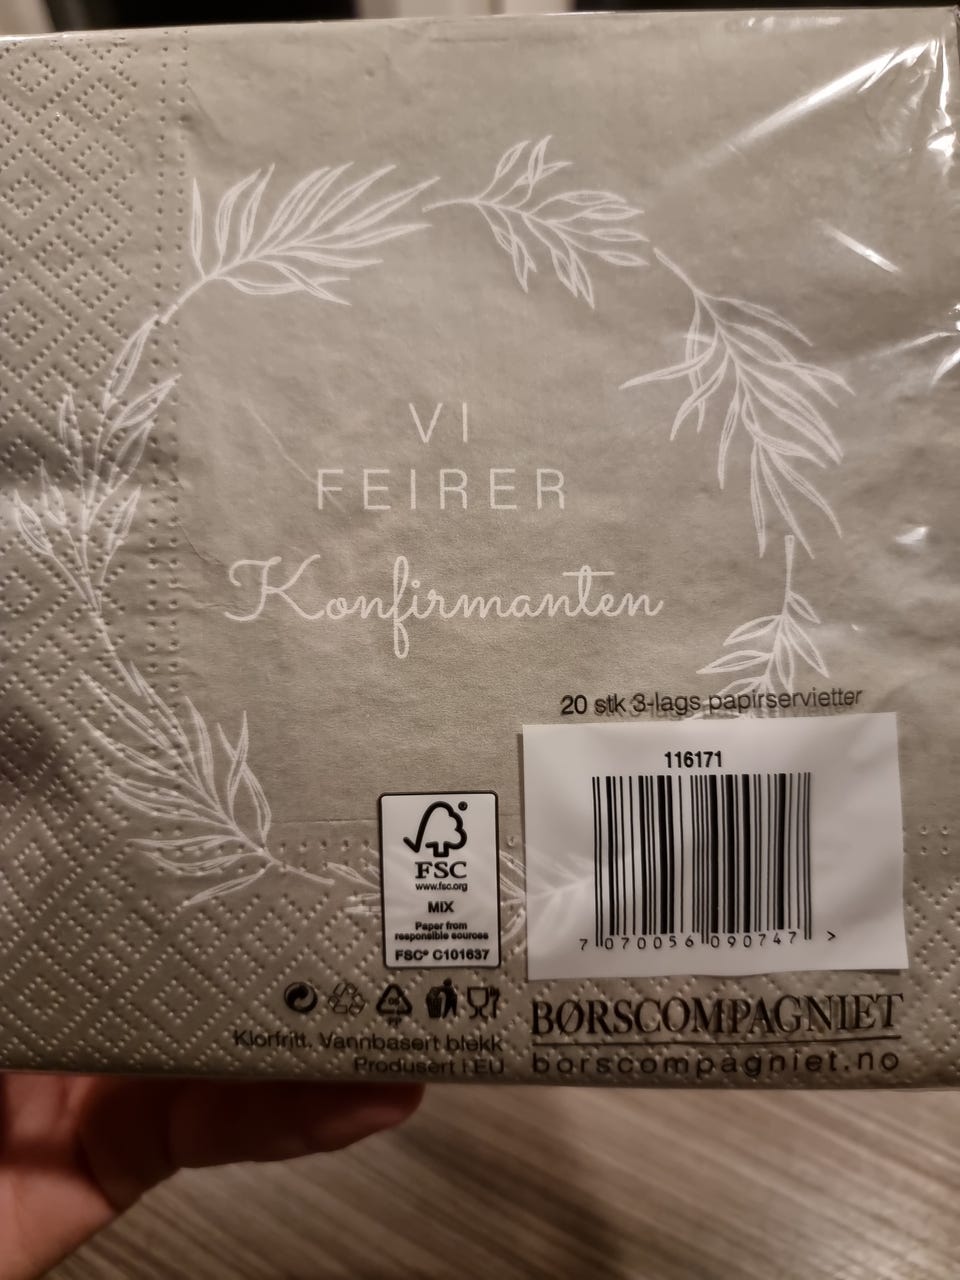 VI
FEIRER
Konfirmanten
20 stk 3-lags papirservietter
116171
7 070056 090747 >
FSC
www.fsc.org
MIX
Paper from
responsible sources
FSC® C101637
PP
Klorfritt. Vannbasert blekk
Produsert i EU
BØRSCOMPAGNIET
borscompagniet.no